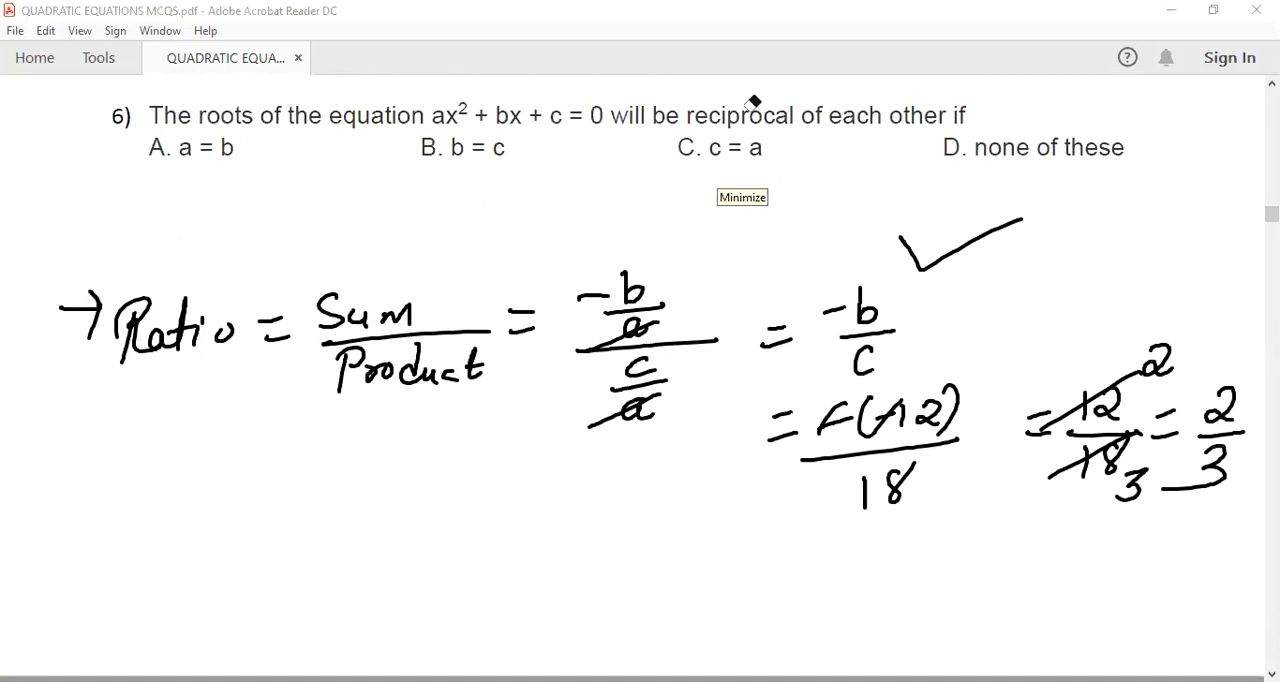 QUADRATIC EQUATIONS MCQS.pdf - Adobe Acrobat Reader DC
File Edit View Sign Window Help
Home Tools QUADRATIC EQUA... × Sign In
6) The roots of the equation ax² + bx + c = 0 will be reciprocal of each other if
A. a = b B. b = c C. c = a D. none of these
Minimize
→ Ratio = Sum/Product = (-b/a)/(c/a) = -b/c
= -(-12)/18 = 12/18 = 2/3
2
3